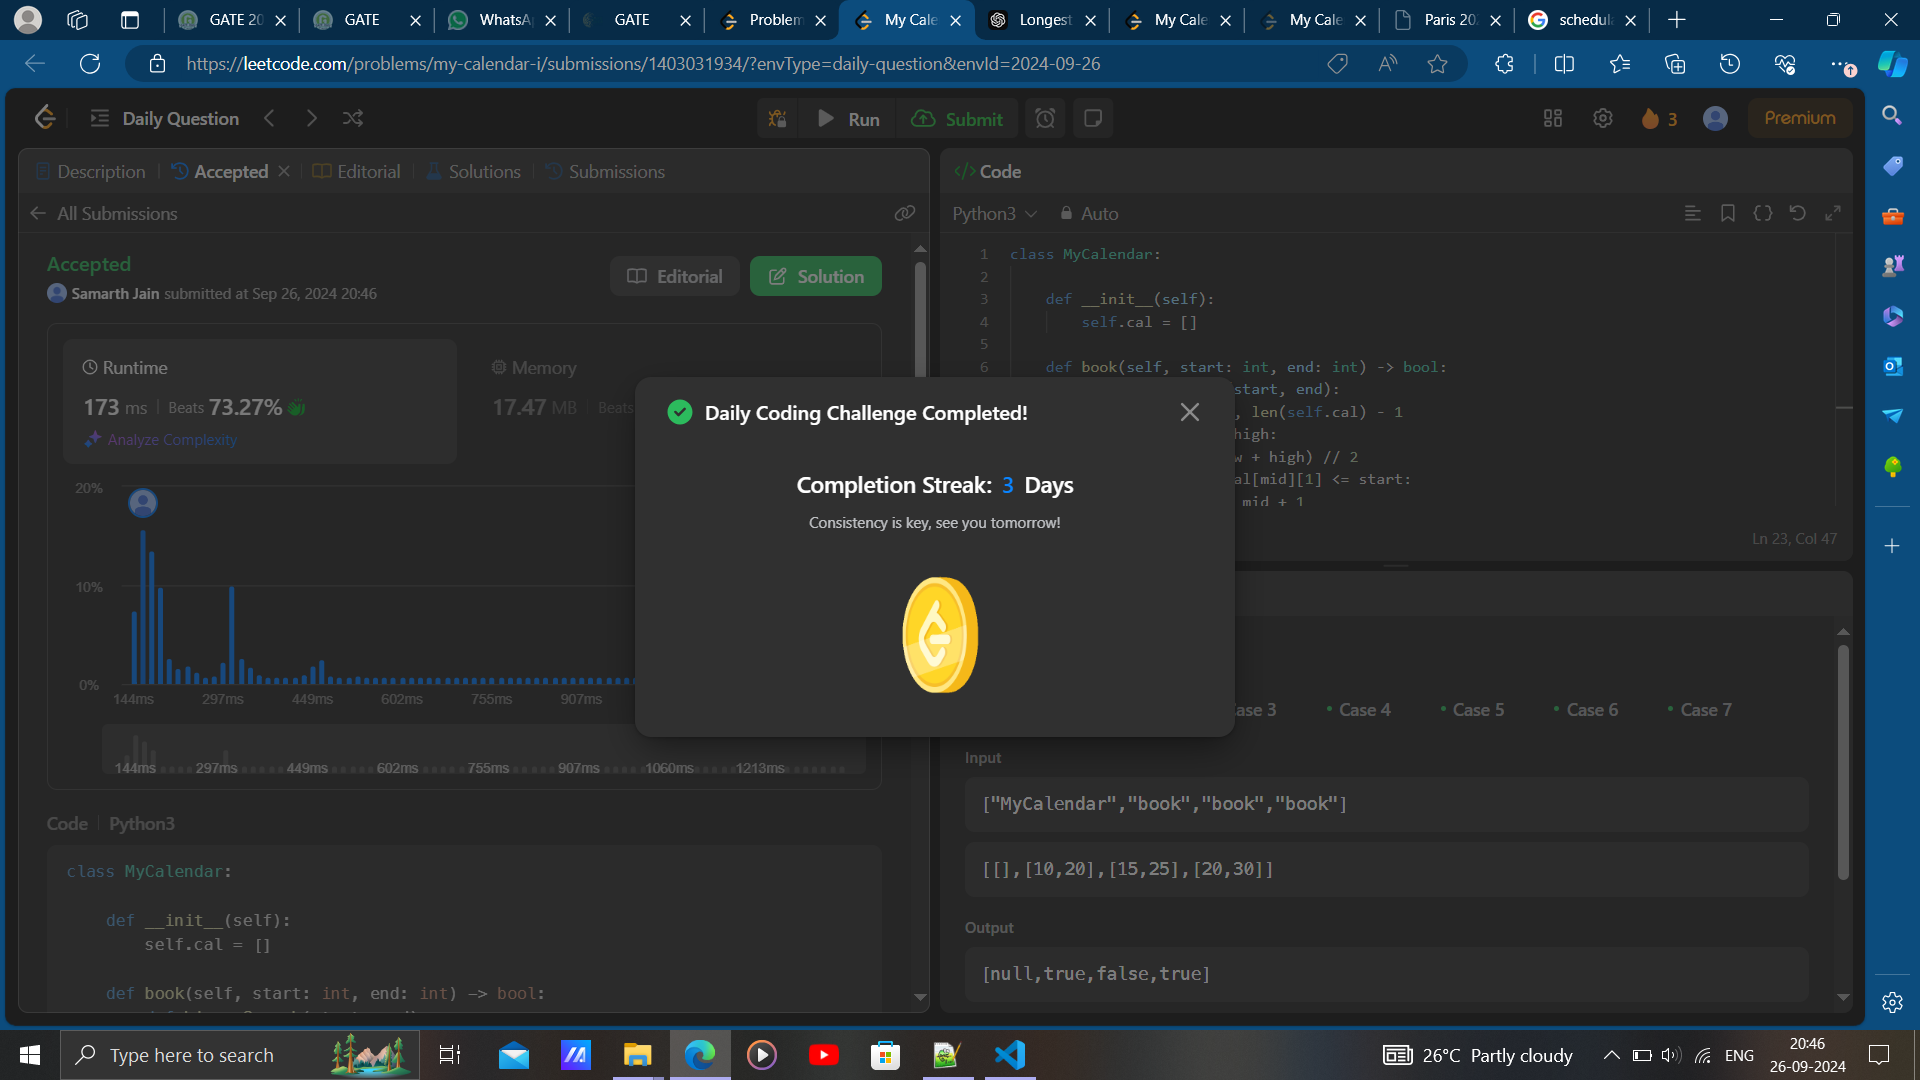 GATE 20
GATE
WhatsA
GATE
Problem
My Cale
Longest
My Cale
My Cale
Paris 20
schedul
https://leetcode.com/problems/my-calendar-i/submissions/1403031934/?envType=daily-question&envId=2024-09-26
Daily Question
Run
Submit
3
Premium
Description
Accepted
Editorial
Solutions
Submissions
</> Code
All Submissions
Python3
Auto
Accepted
Samarth Jain submitted at Sep 26, 2024 20:46
Editorial
Solution
Runtime
173 ms | Beats 73.27%
Analyze Complexity
Memory
17.47 MB | Beats
20%
10%
0%
144ms 297ms 449ms 602ms 755ms 907ms
144ms 297ms 449ms 602ms 755ms 907ms 1060ms 1213ms
Code | Python3
class MyCalendar:
def __init__(self):
self.cal = []
def book(self, start: int, end: int) -> bool:
1 class MyCalendar:
2
3 def __init__(self):
4 self.cal = []
5
6 def book(self, start: int, end: int) -> bool:
start, end):
, len(self.cal) - 1
high:
w + high) // 2
al[mid][1] <= start:
mid + 1
Ln 23, Col 47
Daily Coding Challenge Completed!
Completion Streak: 3 Days
Consistency is key, see you tomorrow!
Case 3
Case 4
Case 5
Case 6
Case 7
Input
["MyCalendar","book","book","book"]
[[],[10,20],[15,25],[20,30]]
Output
[null,true,false,true]
Type here to search
26°C Partly cloudy
ENG
20:46
26-09-2024